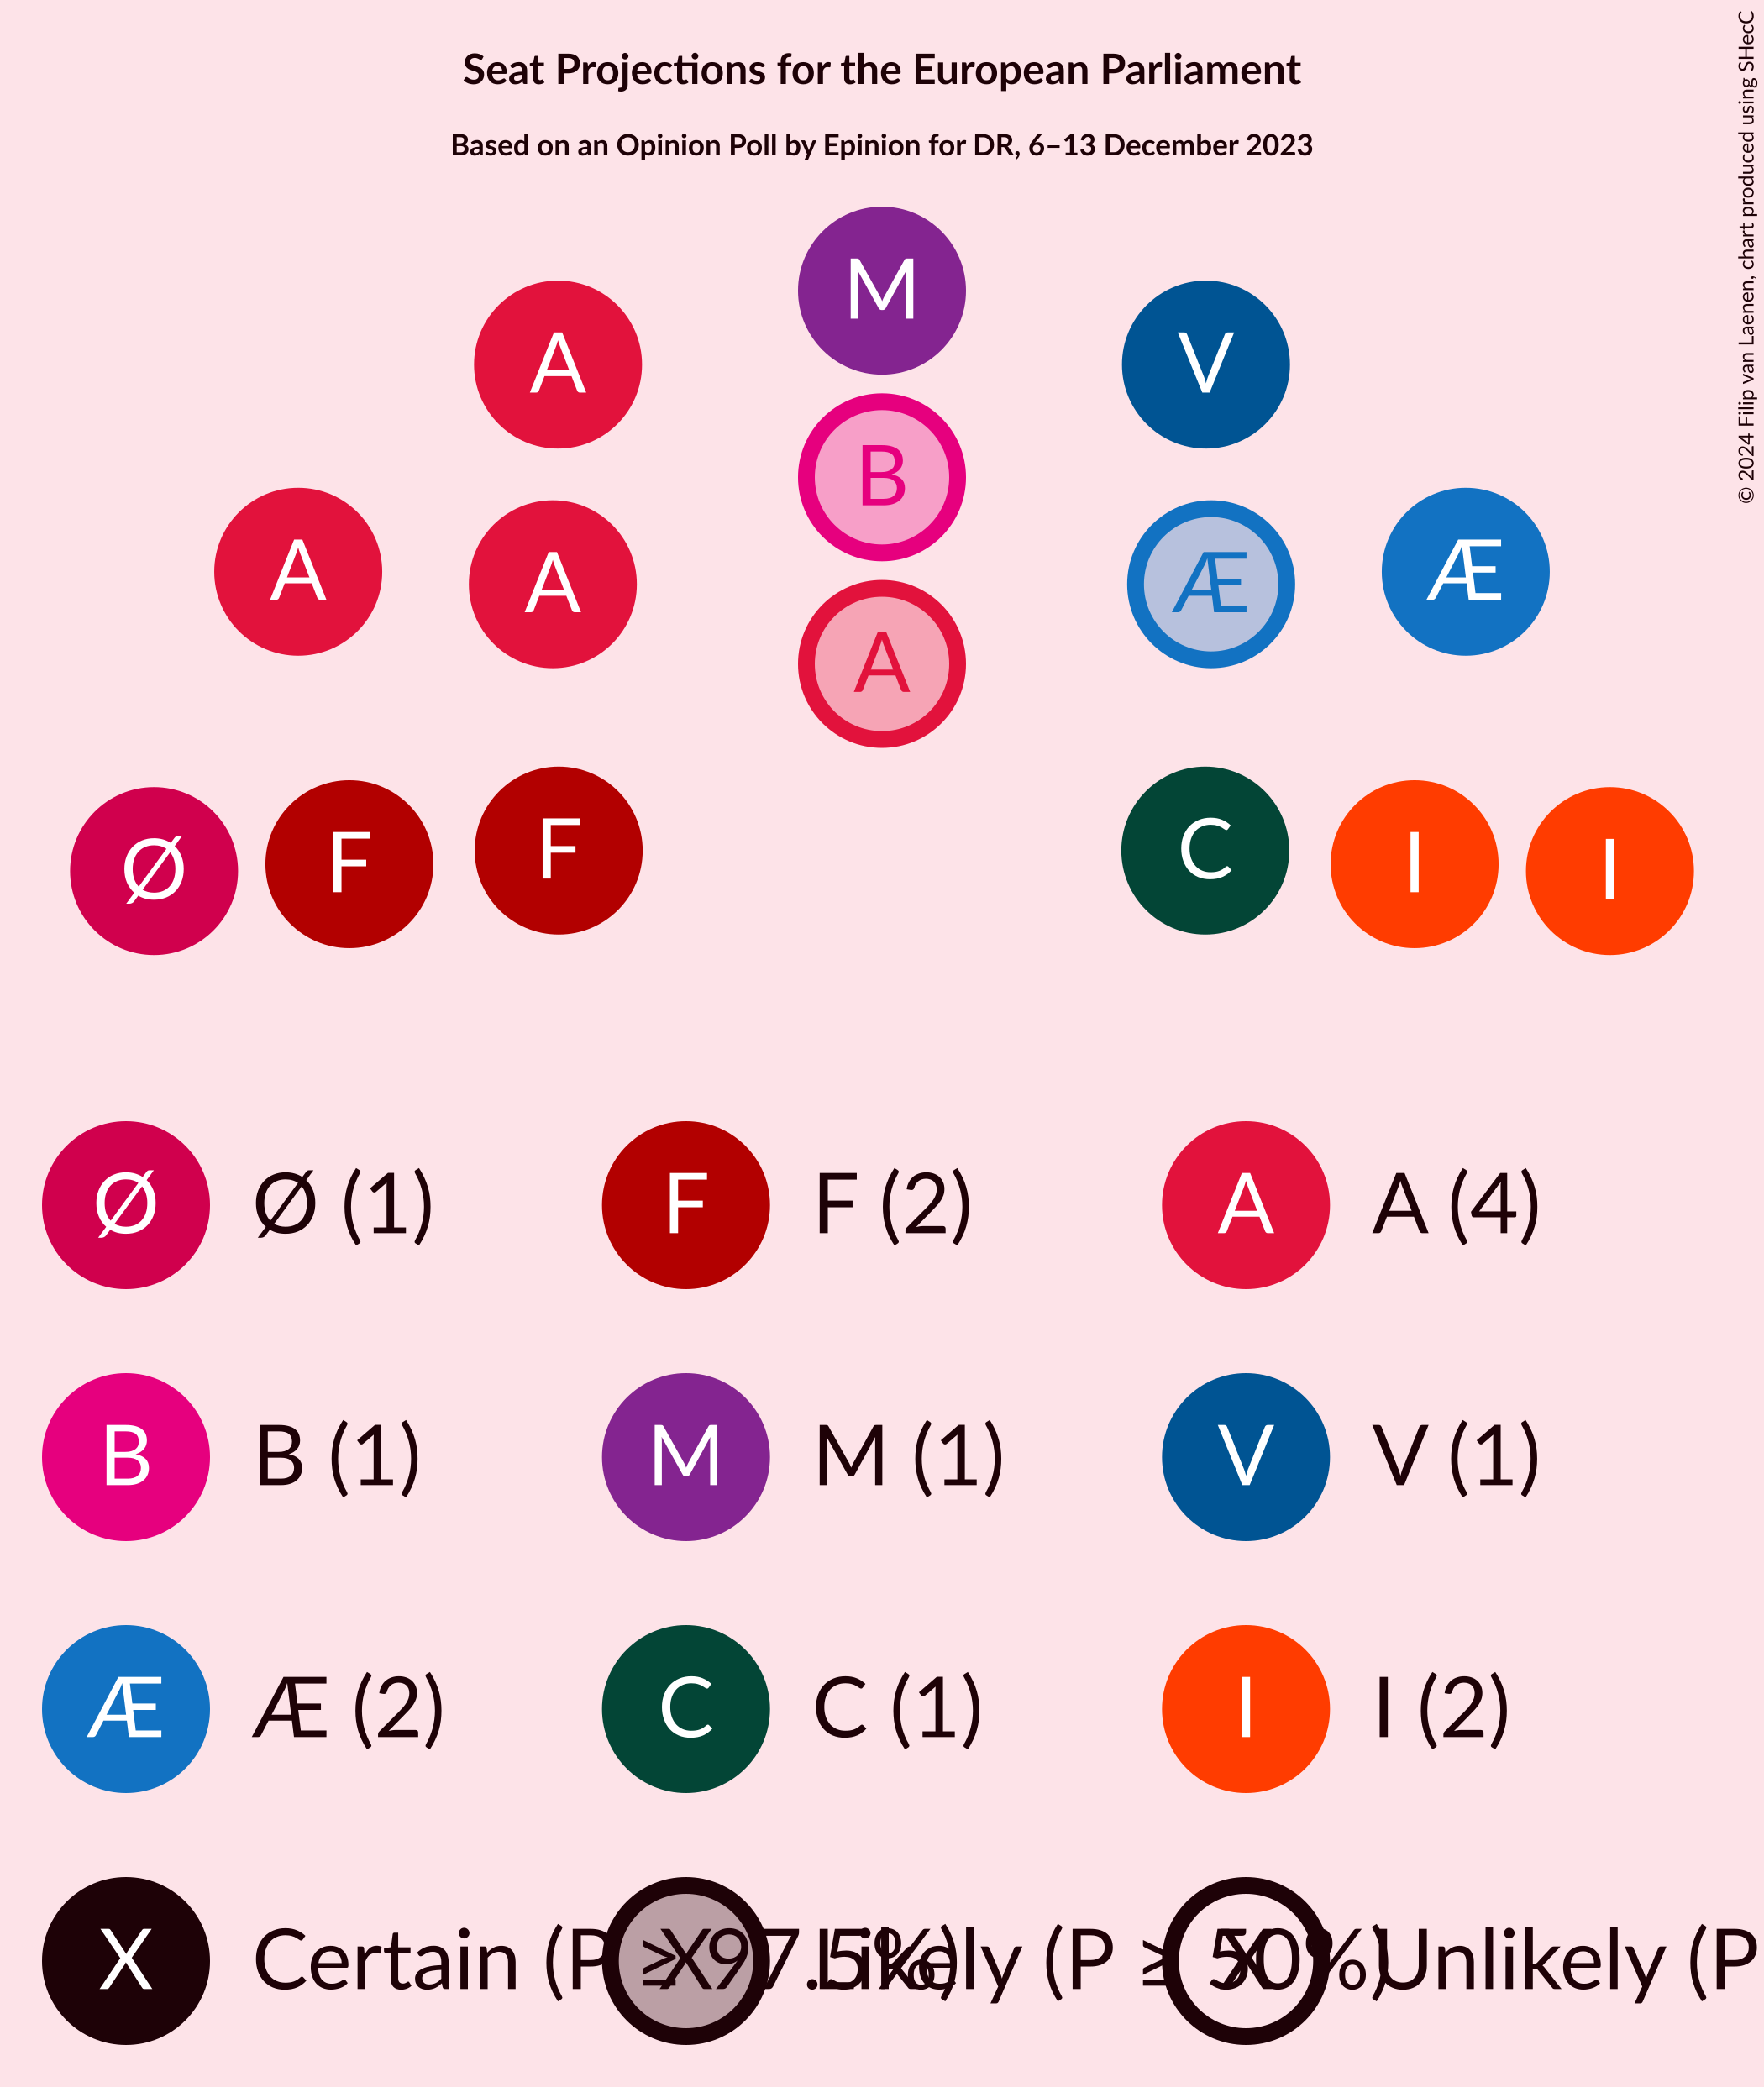 Seat Projections for the European Parliament
Based on an Opinion Poll by Epinion for DR, 6–13 December 2023
© 2024 Filip van Laenen, chart produced using SHecC
M
A
V
B
A
A
Æ
Æ
A
Ø
F
F
C
I
I
Ø Ø (1)
F F (2)
A A (4)
B B (1)
M M (1)
V V (1)
Æ Æ (2)
C C (1)
I I (2)
X Certain (P ≥ 97.5%)
X Likely (P ≥ 50%)
X Unlikely (P